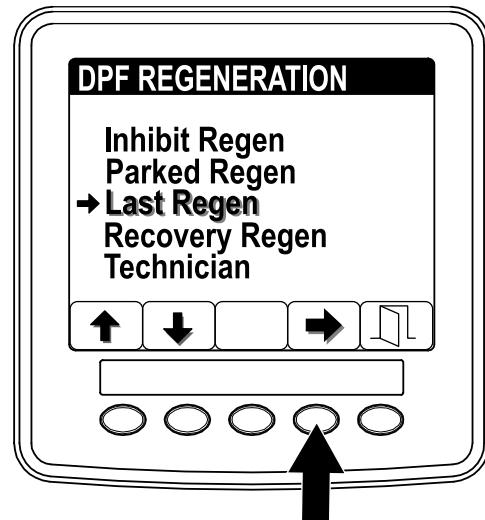 DPF REGENERATION
Inhibit Regen
Parked Regen
Last Regen
Recovery Regen
Technician